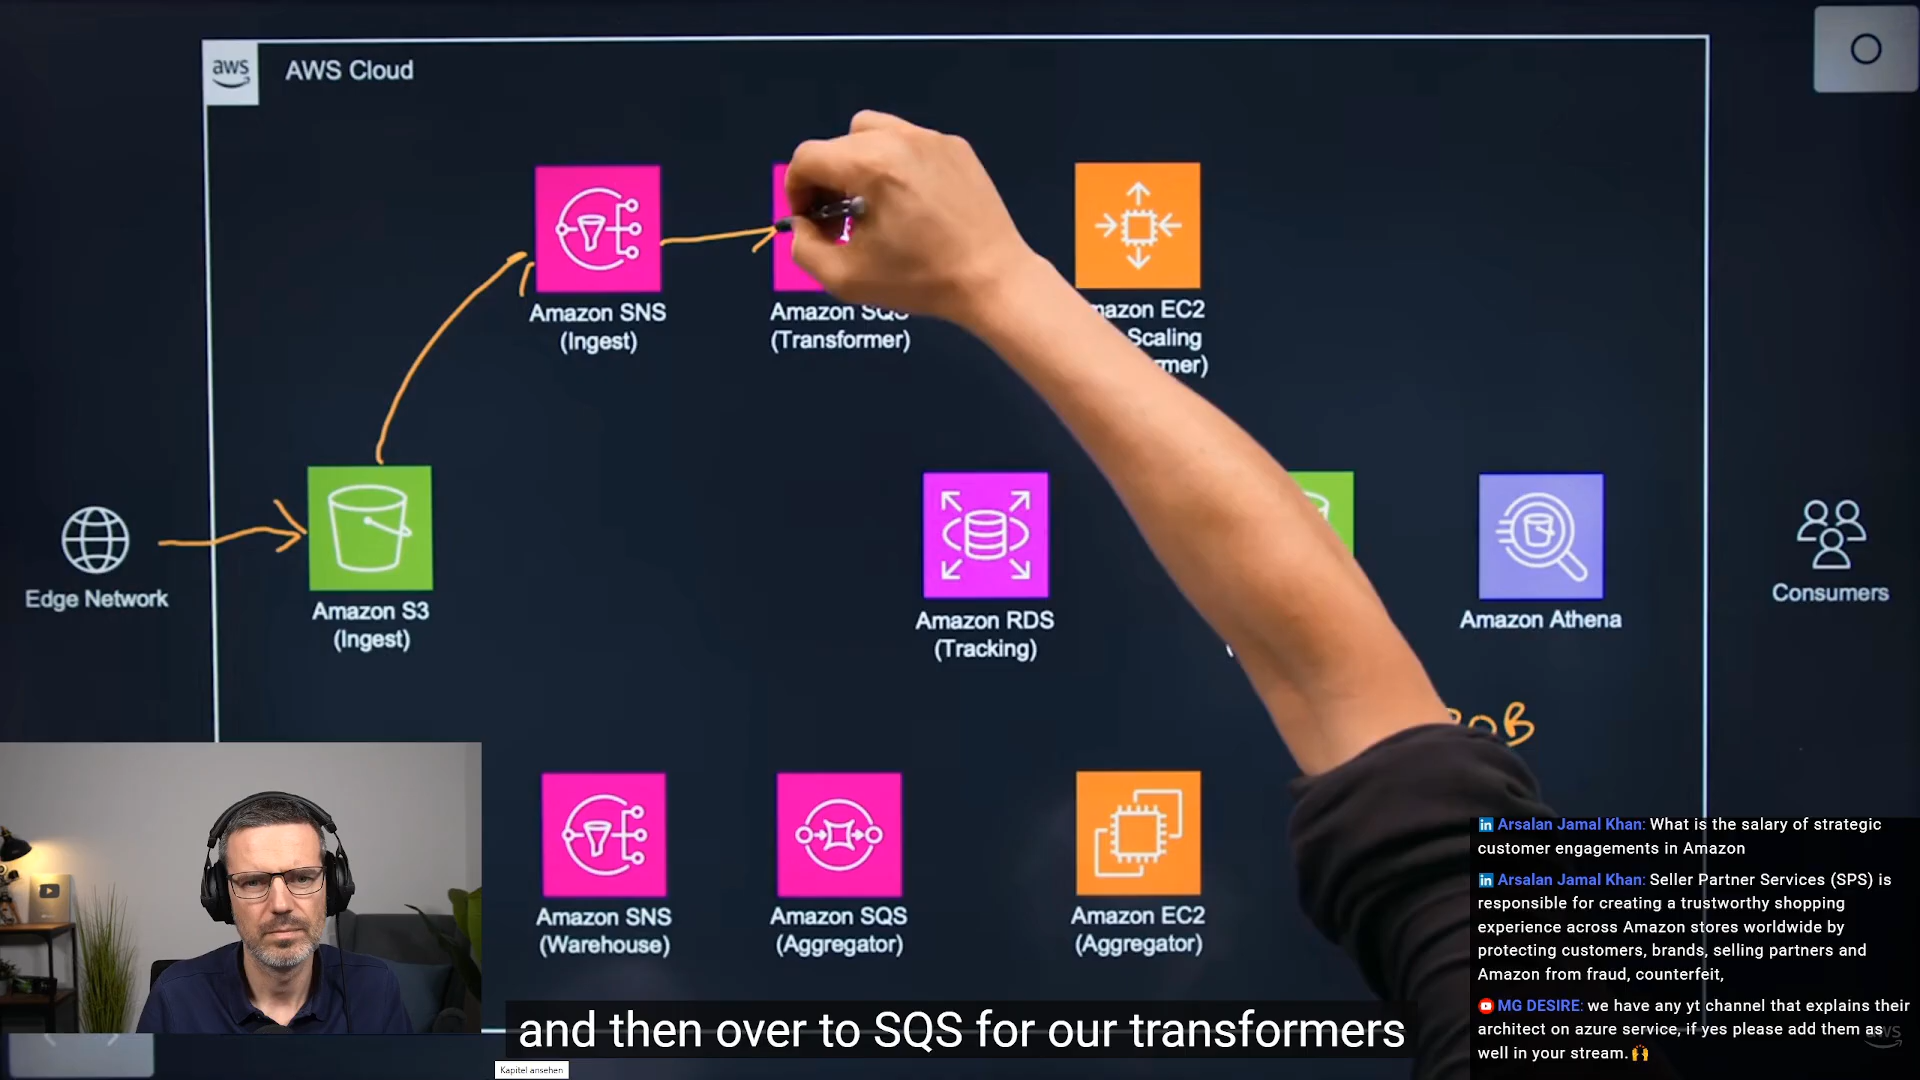 aws
AWS Cloud
Amazon SNS
(Ingest)
Amazon SQS
(Transformer)
Amazon EC2
Scaling
Edge Network
Amazon S3
(Ingest)
Amazon RDS
(Tracking)
Amazon Athena
Consumers
Amazon SNS
(Warehouse)
Amazon SQS
(Aggregator)
Amazon EC2
(Aggregator)
Arsalan Jamal Khan: What is the salary of strategic
customer engagements in Amazon
Arsalan Jamal Khan: Seller Partner Services (SPS) is
responsible for creating a trustworthy shopping
experience across Amazon stores worldwide by
protecting customers, brands, selling partners and
Amazon from fraud, counterfeit,
MG DESIRE: we have any yt channel that explains their
architect on azure service, if yes please add them as
well in your stream.🙌
aws
and then over to SQS for our transformers
Kapitel ansehen